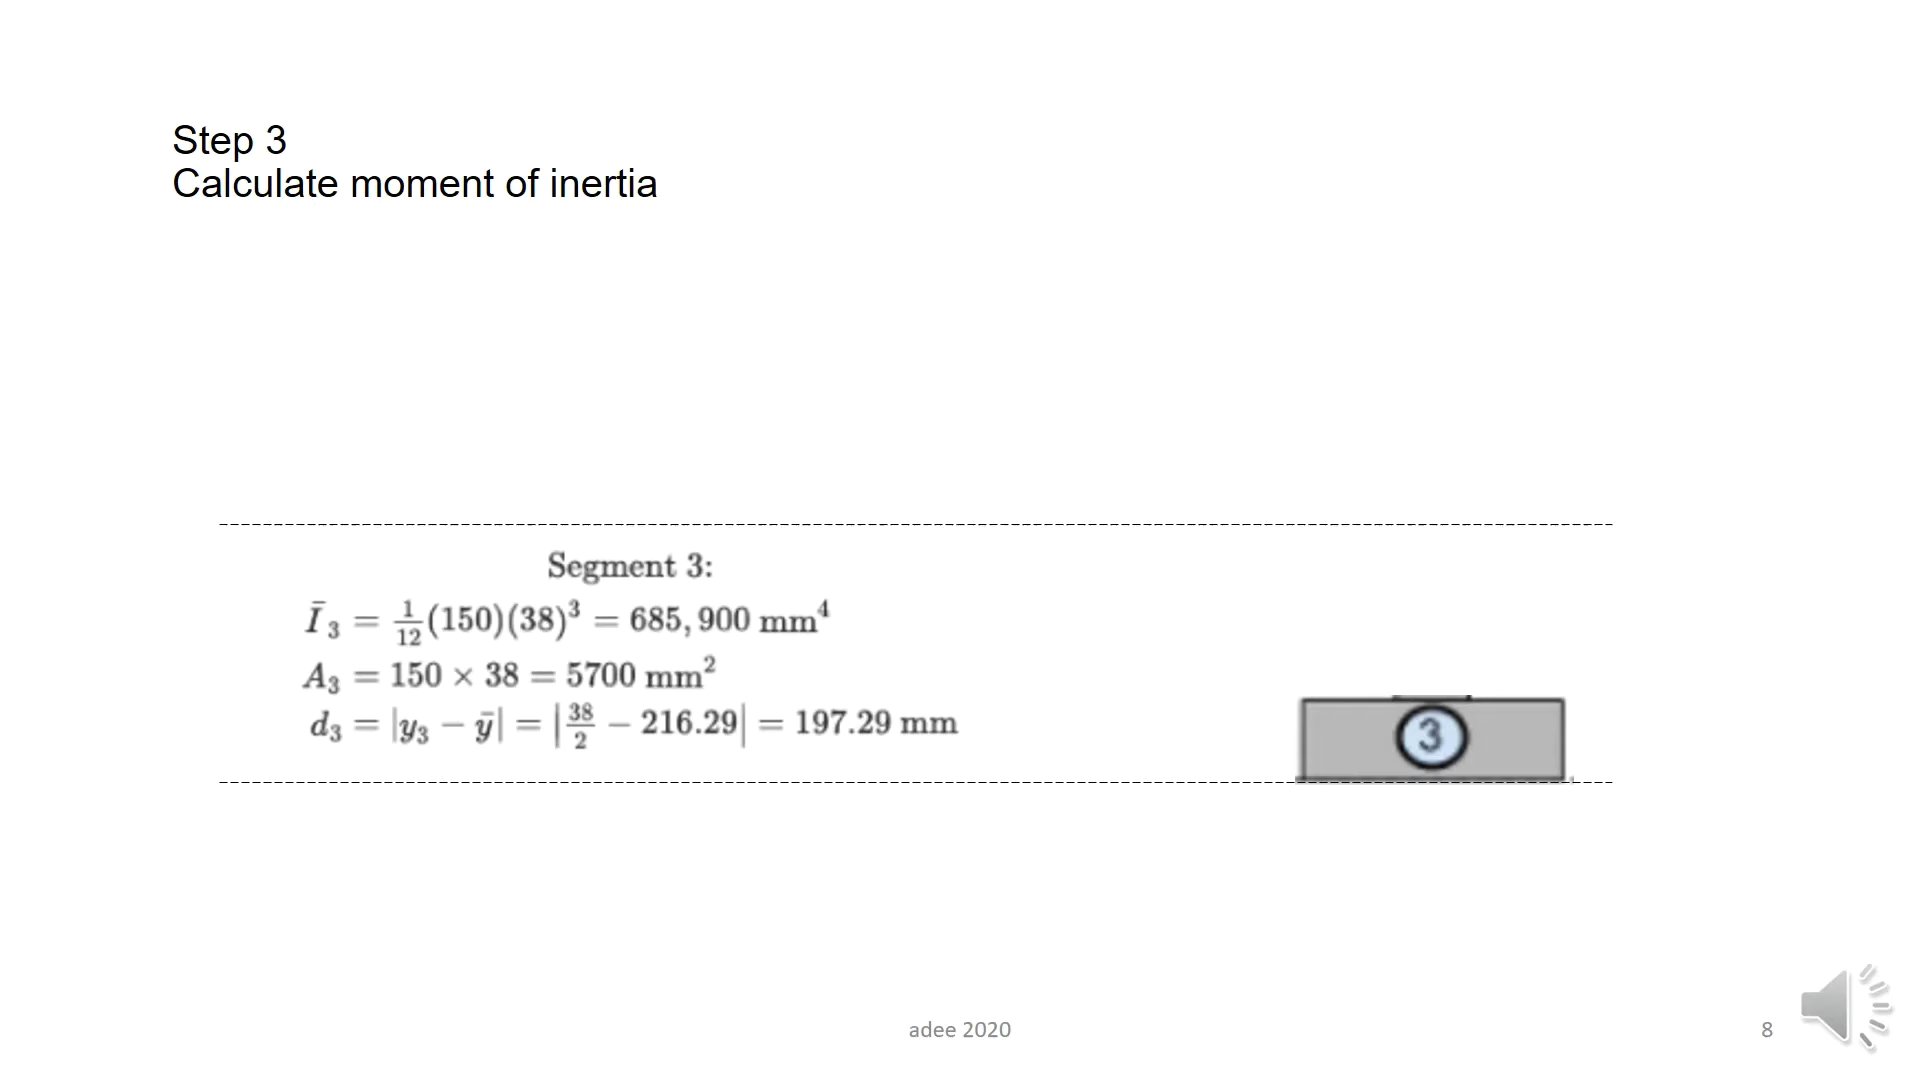 Step 3
Calculate moment of inertia
Segment 3:
Ī₃ = 1/12 (150)(38)³ = 685, 900 mm⁴
A₃ = 150 × 38 = 5700 mm²
d₃ = |y₃ − ȳ| = |38/2 − 216.29| = 197.29 mm
3
adee 2020
8